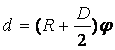 d = (R + D/2)φ